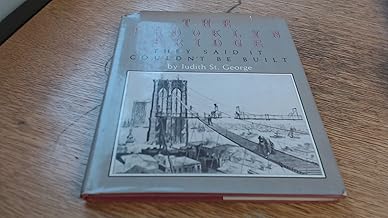 THE
BROOKLYN
BRIDGE
THEY SAID IT
COULDN'T BE BUILT
by Judith St. George